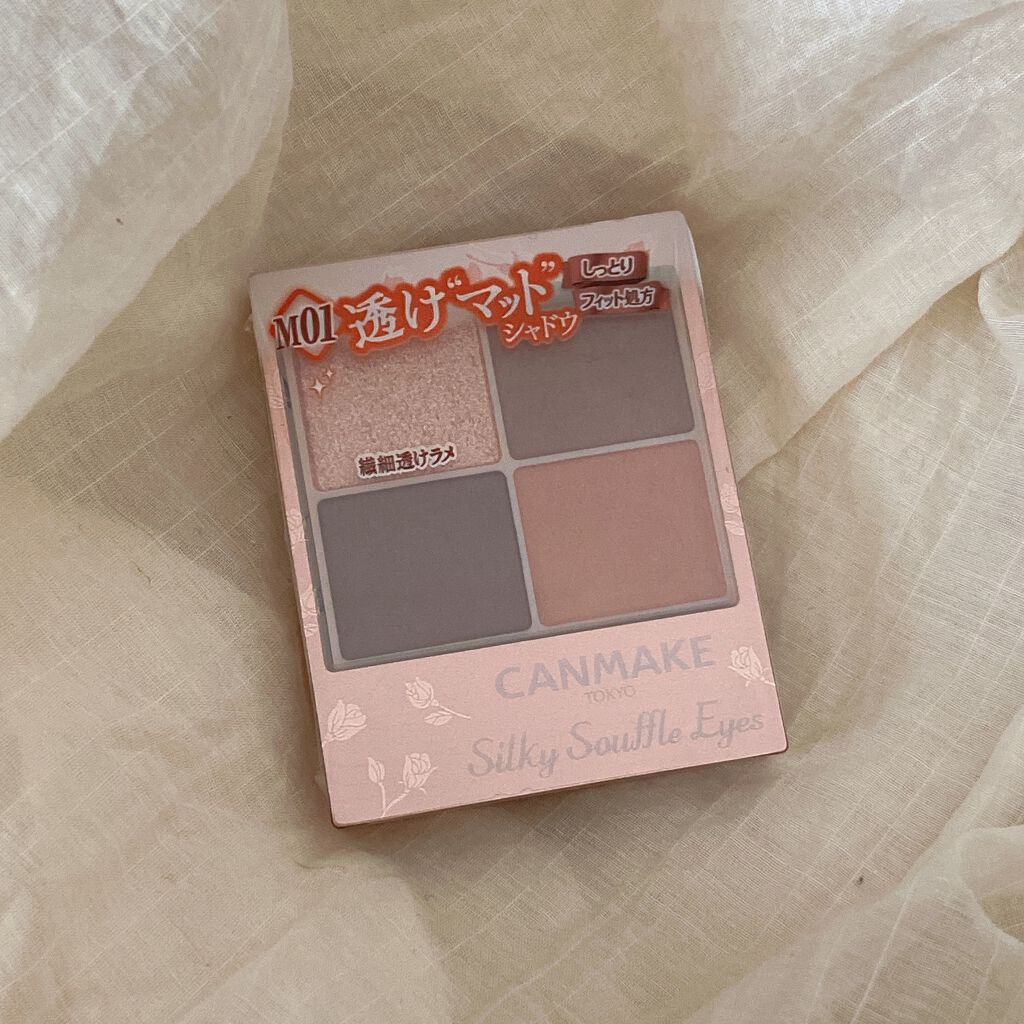 M01
透け“マット”
シャドウ
しっとり
フィット処方
繊細透けラメ
CANMAKE
TOKYO
Silky Souffle Eyes